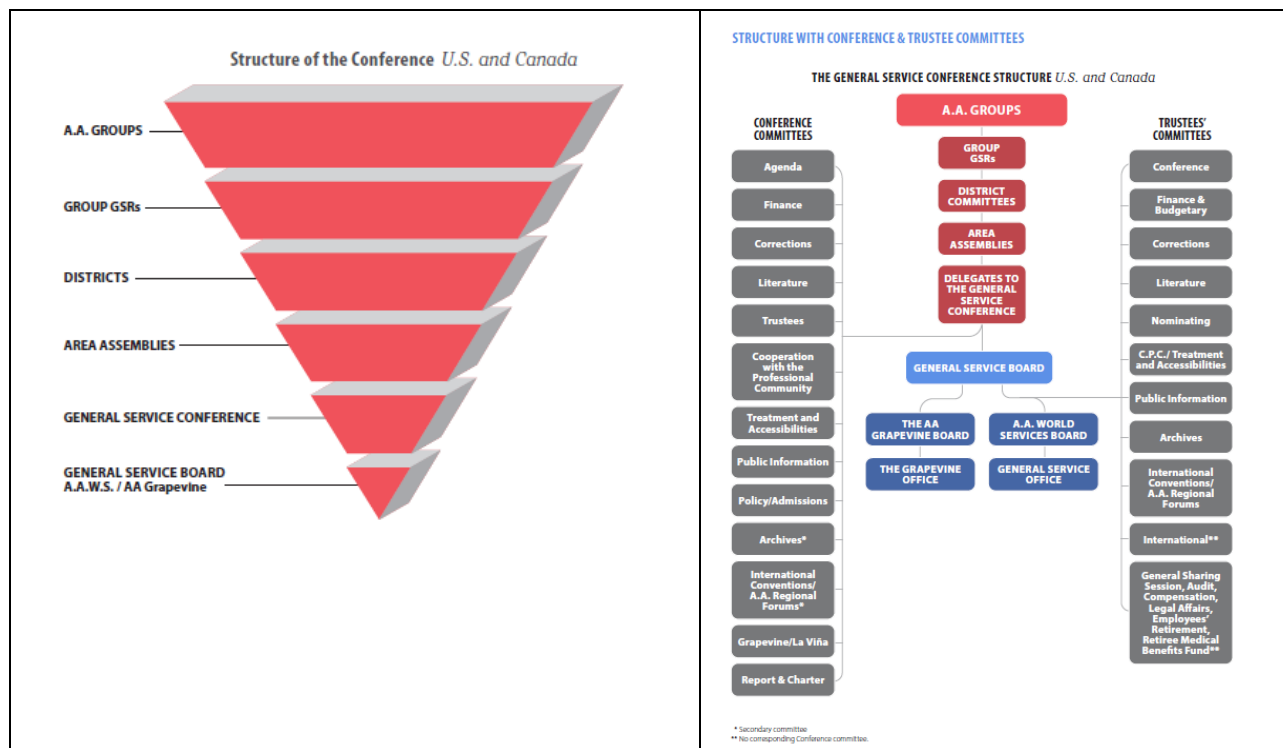 Structure of the Conference U.S. and Canada
A.A. GROUPS
GROUP GSRs
DISTRICTS
AREA ASSEMBLIES
GENERAL SERVICE CONFERENCE
GENERAL SERVICE BOARD
A.A.W.S. / AA Grapevine
STRUCTURE WITH CONFERENCE & TRUSTEE COMMITTEES
THE GENERAL SERVICE CONFERENCE STRUCTURE U.S. and Canada
CONFERENCE
COMMITTEES
Agenda
Finance
Corrections
Literature
Trustees
Cooperation
with the
Professional
Community
Treatment and
Accessibilities
Public Information
Policy/Admissions
Archives*
International
Conventions/
A.A. Regional
Forums*
Grapevine/La Viña
Report & Charter
A.A. GROUPS
GROUP
GSRs
DISTRICT
COMMITTEES
AREA
ASSEMBLIES
DELEGATES TO
THE GENERAL
SERVICE
CONFERENCE
GENERAL SERVICE BOARD
THE AA
GRAPEVINE BOARD
A.A. WORLD
SERVICES BOARD
THE GRAPEVINE
OFFICE
GENERAL SERVICE
OFFICE
TRUSTEES'
COMMITTEES
Conference
Finance &
Budgetary
Corrections
Literature
Nominating
C.P.C./ Treatment
and Accessibilities
Public Information
Archives
International
Conventions/
A.A. Regional
Forums
International**
General Sharing
Session, Audit,
Compensation,
Legal Affairs,
Employees'
Retirement,
Retiree Medical
Benefits Fund**
* Secondary committee
** No corresponding Conference committee.